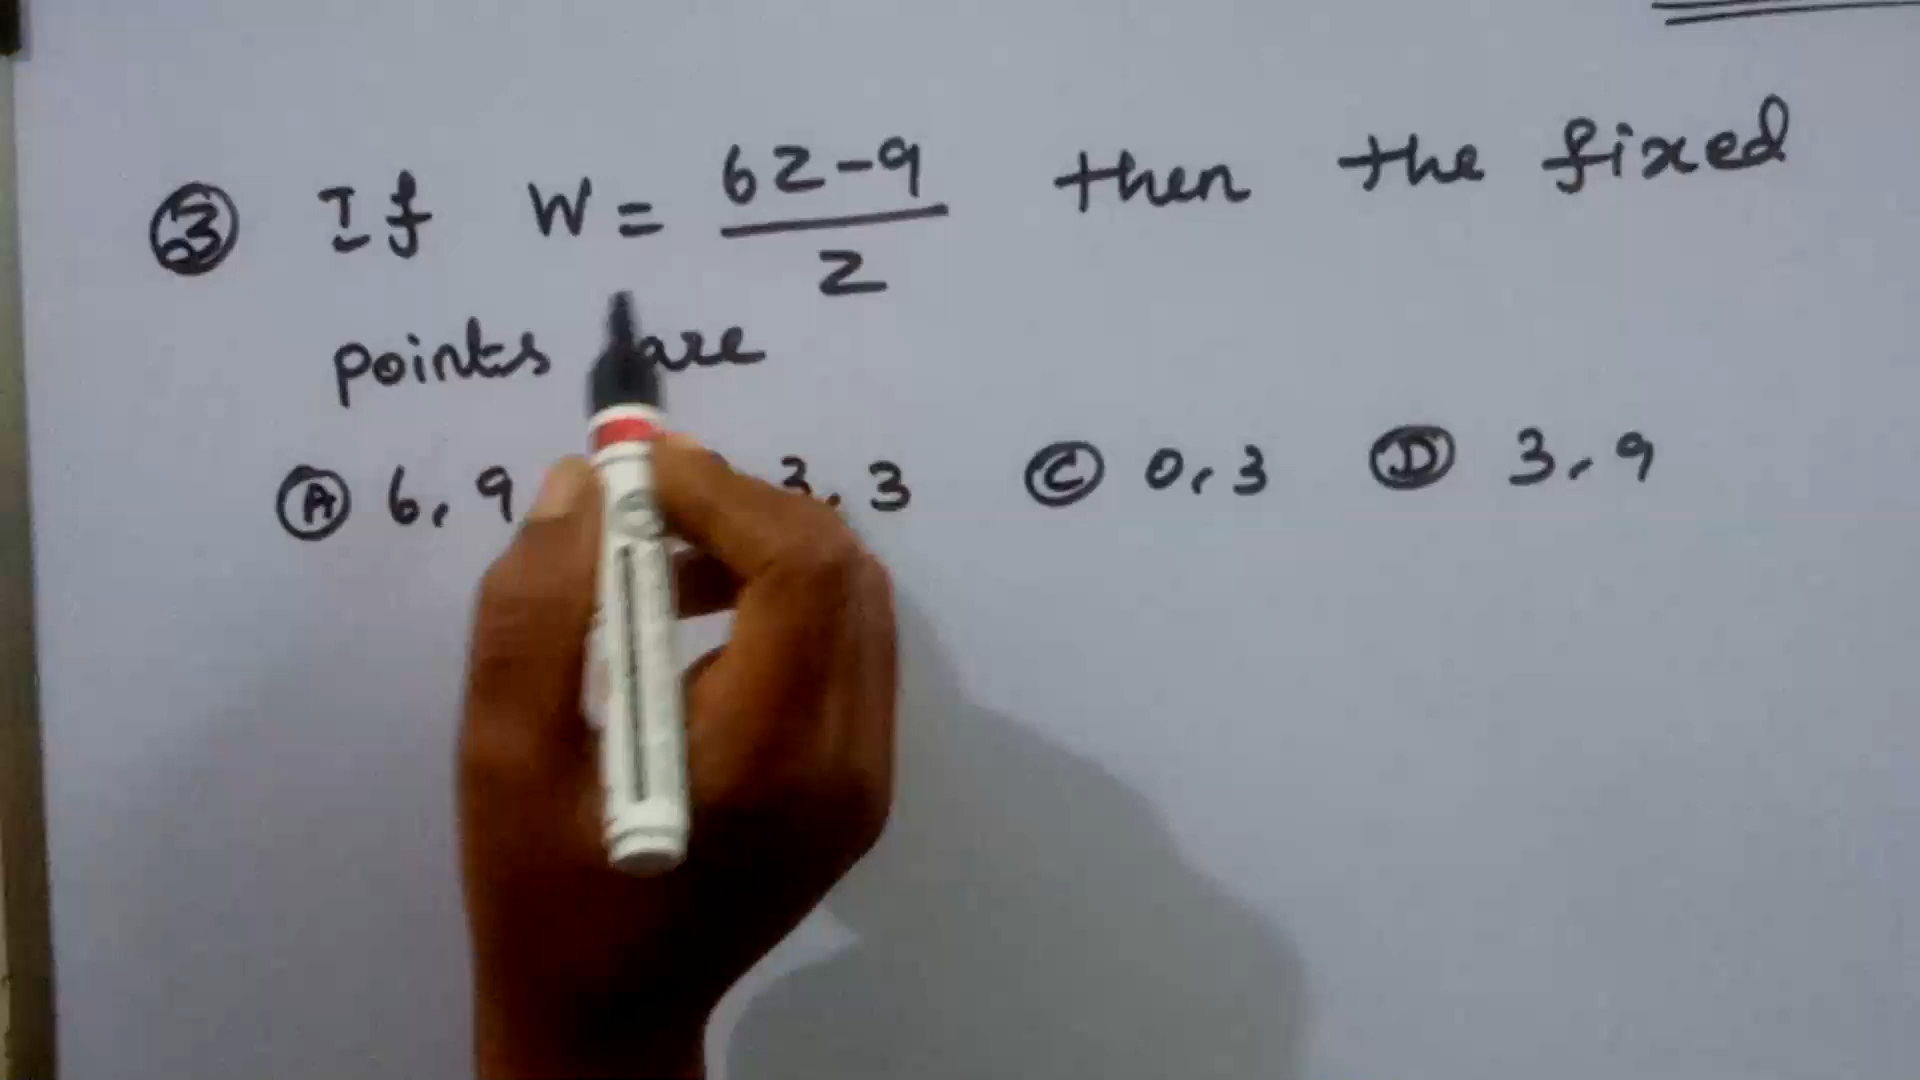 ③ If W = 6z-9/z then the fixed
points are
Ⓐ 6, 9 3, 3 Ⓒ 0, 3 Ⓓ 3, 9